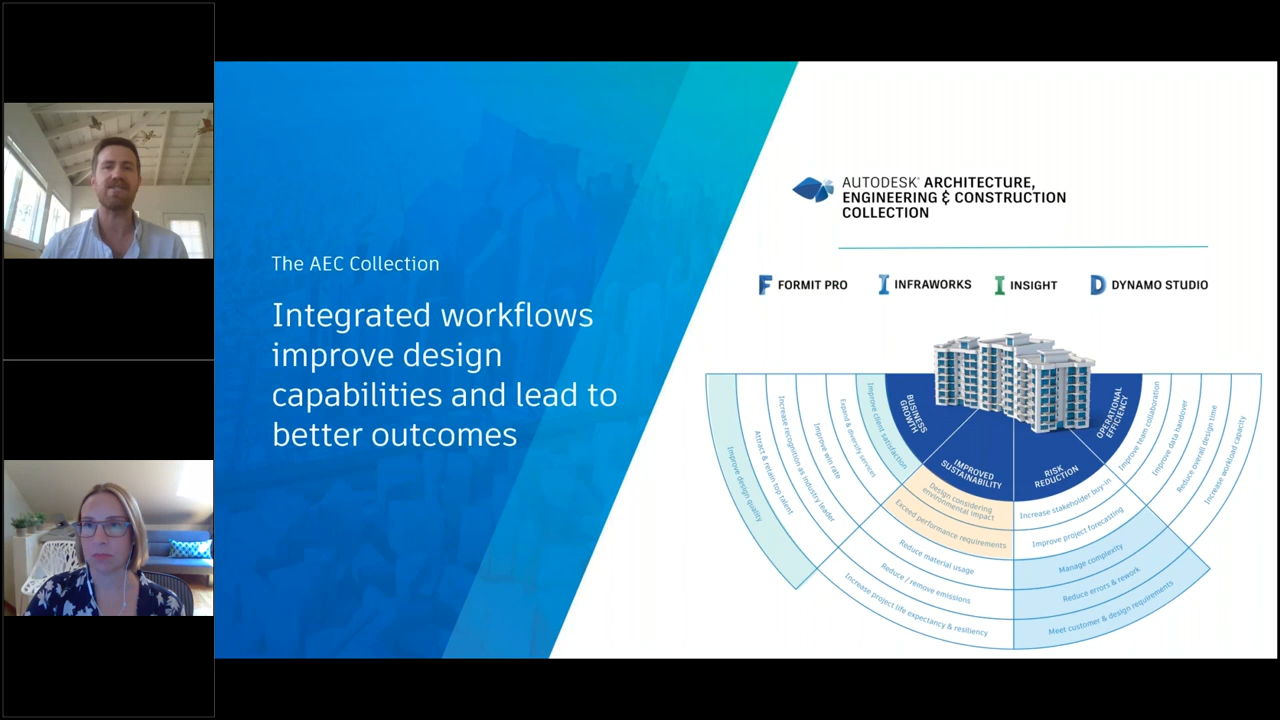 The AEC Collection
Integrated workflows
improve design
capabilities and lead to
better outcomes
AUTODESK® ARCHITECTURE,
ENGINEERING & CONSTRUCTION
COLLECTION
FORMIT PRO
INFRAWORKS
INSIGHT
DYNAMO STUDIO
BUSINESS
GROWTH
Improve client satisfaction
Expand & diversify services
Improve win rate
Increase recognition as industry leader
Attract & retain top talent
Improve design quality
IMPROVED
SUSTAINABILITY
Design considering
environmental impact
Exceed performance requirements
Reduce material usage
Reduce / remove emissions
Increase project life expectancy & resiliency
RISK
REDUCTION
Increase stakeholder buy-in
Improve project forecasting
Manage complexity
Reduce errors & rework
Meet customer & design requirements
OPERATIONAL
EFFICIENCY
Improve team collaboration
Improve data handover
Reduce overall design time
Increase workload capacity